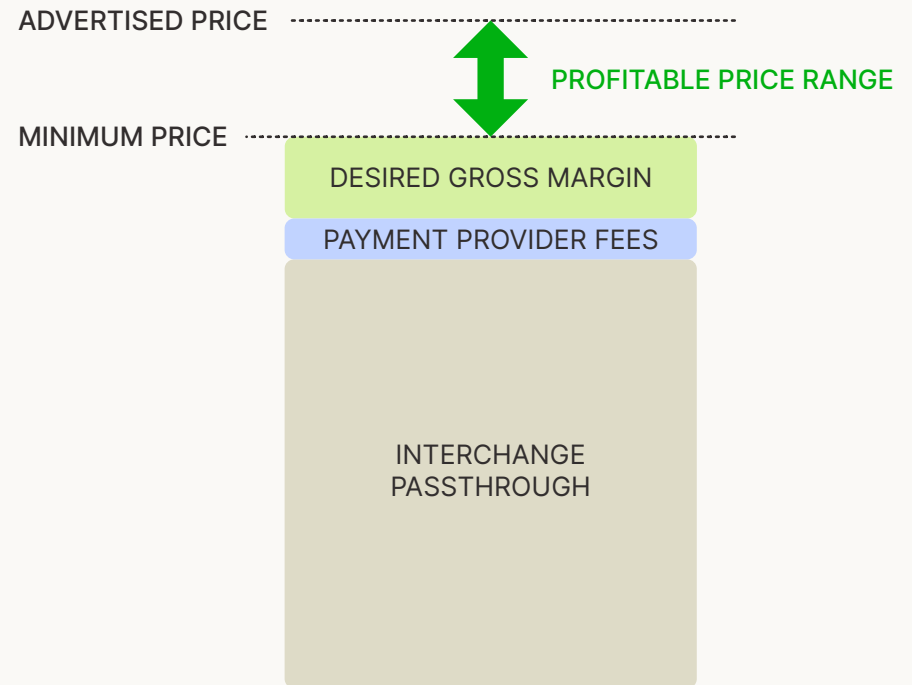 ADVERTISED PRICE
PROFITABLE PRICE RANGE
MINIMUM PRICE
DESIRED GROSS MARGIN
PAYMENT PROVIDER FEES
INTERCHANGE
PASSTHROUGH